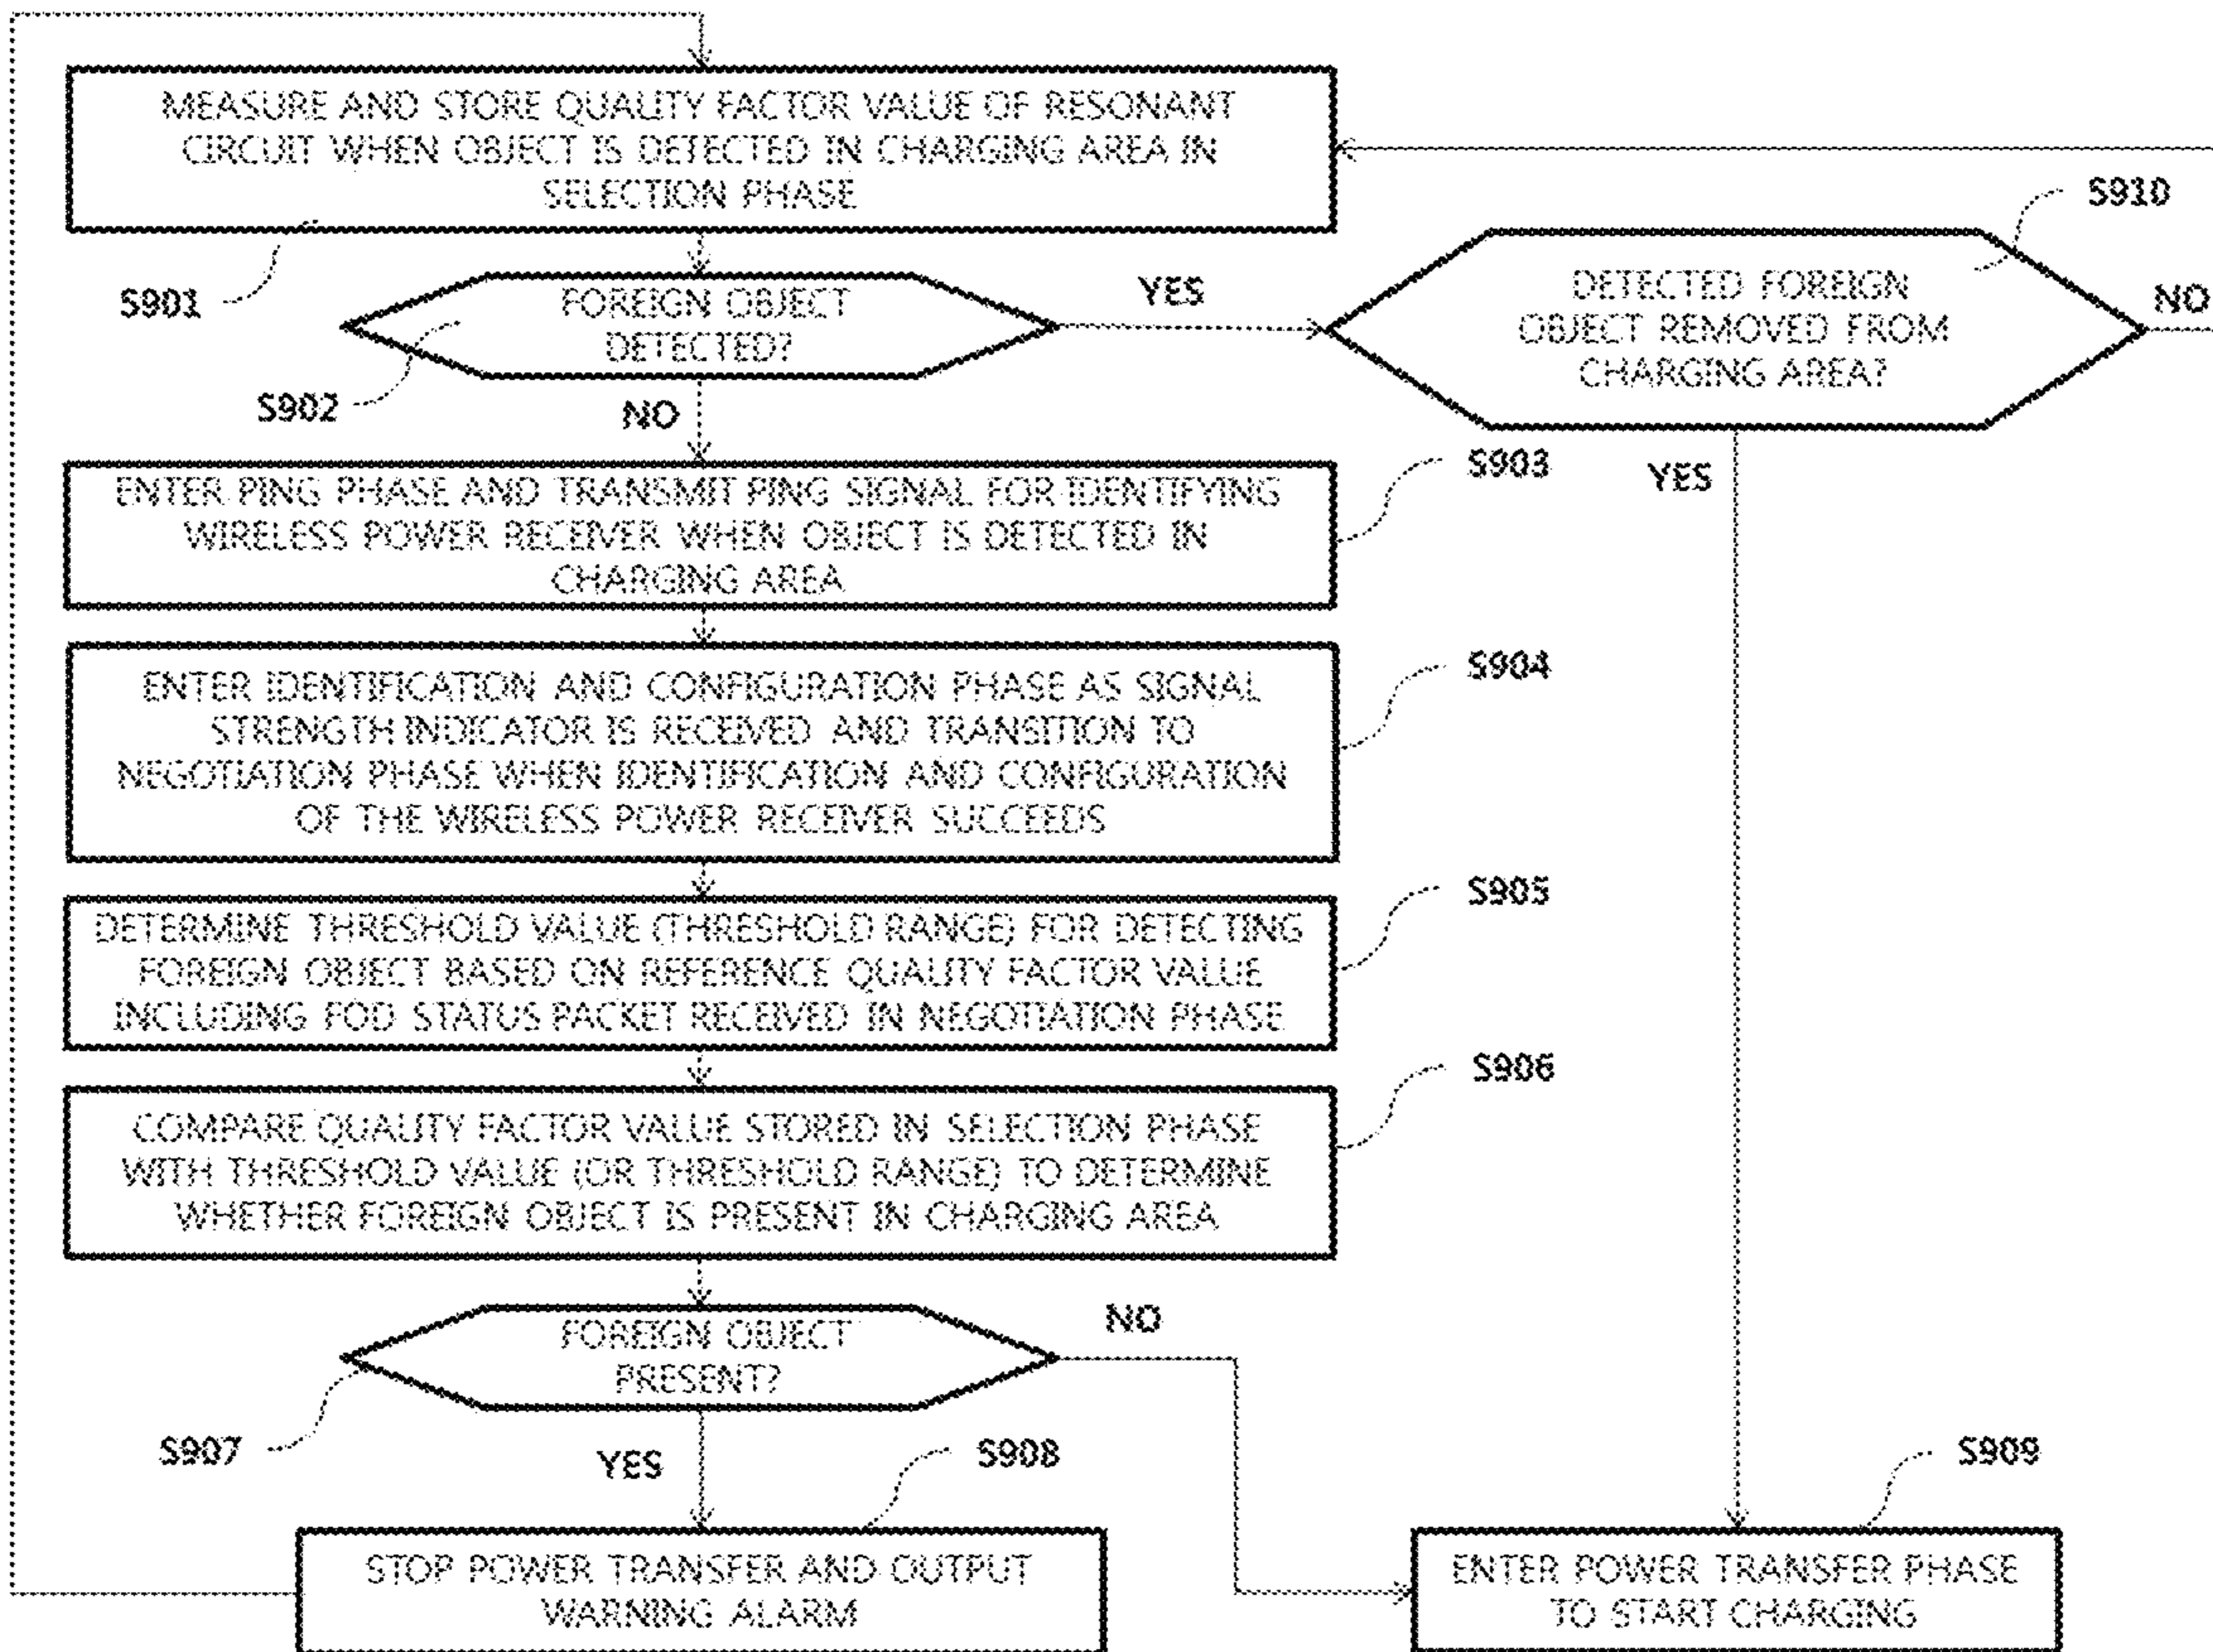 MEASURE AND STORE QUALITY FACTOR VALUE OF RESONANT
CIRCUIT WHEN OBJECT IS DETECTED IN CHARGING AREA IN
SELECTION PHASE
S901
FOREIGN OBJECT
DETECTED?
S902
YES
NO
DETECTED FOREIGN
OBJECT REMOVED FROM
CHARGING AREA?
S910
NO
YES
ENTER PING PHASE AND TRANSMIT PING SIGNAL FOR IDENTIFYING
WIRELESS POWER RECEIVER WHEN OBJECT IS DETECTED IN
CHARGING AREA
S903
ENTER IDENTIFICATION AND CONFIGURATION PHASE AS SIGNAL
STRENGTH INDICATOR IS RECEIVED AND TRANSITION TO
NEGOTIATION PHASE WHEN IDENTIFICATION AND CONFIGURATION
OF THE WIRELESS POWER RECEIVER SUCCEEDS
S904
DETERMINE THRESHOLD VALUE (THRESHOLD RANGE) FOR DETECTING
FOREIGN OBJECT BASED ON REFERENCE QUALITY FACTOR VALUE
INCLUDING FOD STATUS PACKET RECEIVED IN NEGOTIATION PHASE
S905
COMPARE QUALITY FACTOR VALUE STORED IN SELECTION PHASE
WITH THRESHOLD VALUE (OR THRESHOLD RANGE) TO DETERMINE
WHETHER FOREIGN OBJECT IS PRESENT IN CHARGING AREA
S906
FOREIGN OBJECT
PRESENT?
S907
NO
YES
STOP POWER TRANSFER AND OUTPUT
WARNING ALARM
S908
ENTER POWER TRANSFER PHASE
TO START CHARGING
S909